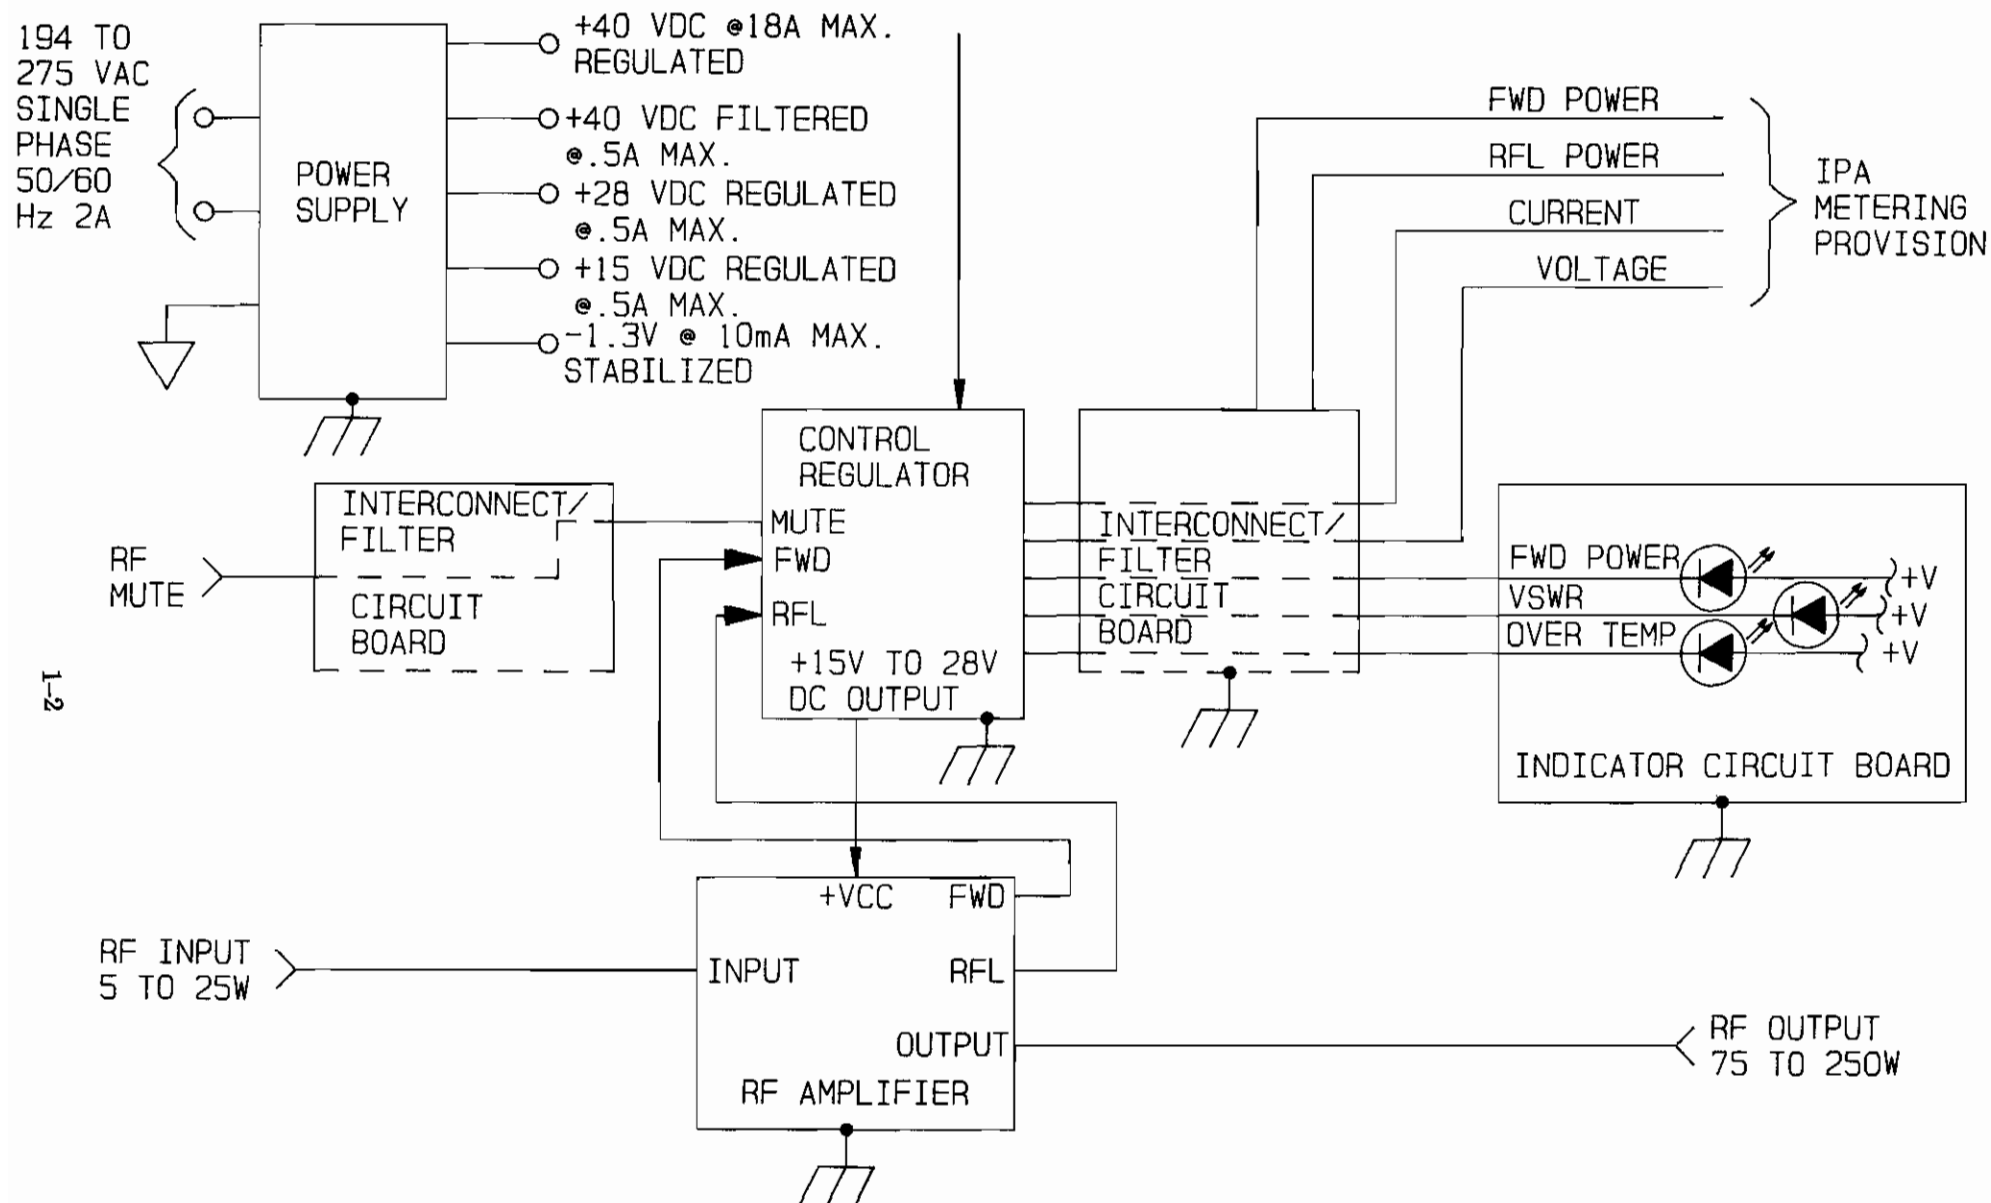 194 TO
275 VAC
SINGLE
PHASE
50/60
Hz 2A
POWER
SUPPLY
+40 VDC @18A MAX.
REGULATED
+40 VDC FILTERED
@.5A MAX.
+28 VDC REGULATED
@.5A MAX.
+15 VDC REGULATED
@.5A MAX.
-1.3V @ 10mA MAX.
STABILIZED
FWD POWER
RFL POWER
CURRENT
VOLTAGE
IPA
METERING
PROVISION
RF
MUTE
INTERCONNECT/
FILTER
CIRCUIT
BOARD
CONTROL
REGULATOR
MUTE
FWD
RFL
+15V TO 28V
DC OUTPUT
INTERCONNECT/
FILTER
CIRCUIT
BOARD
FWD POWER
VSWR
OVER TEMP
+V
+V
+V
INDICATOR CIRCUIT BOARD
1-2
RF INPUT
5 TO 25W
+VCC
FWD
INPUT
RFL
OUTPUT
RF AMPLIFIER
RF OUTPUT
75 TO 250W